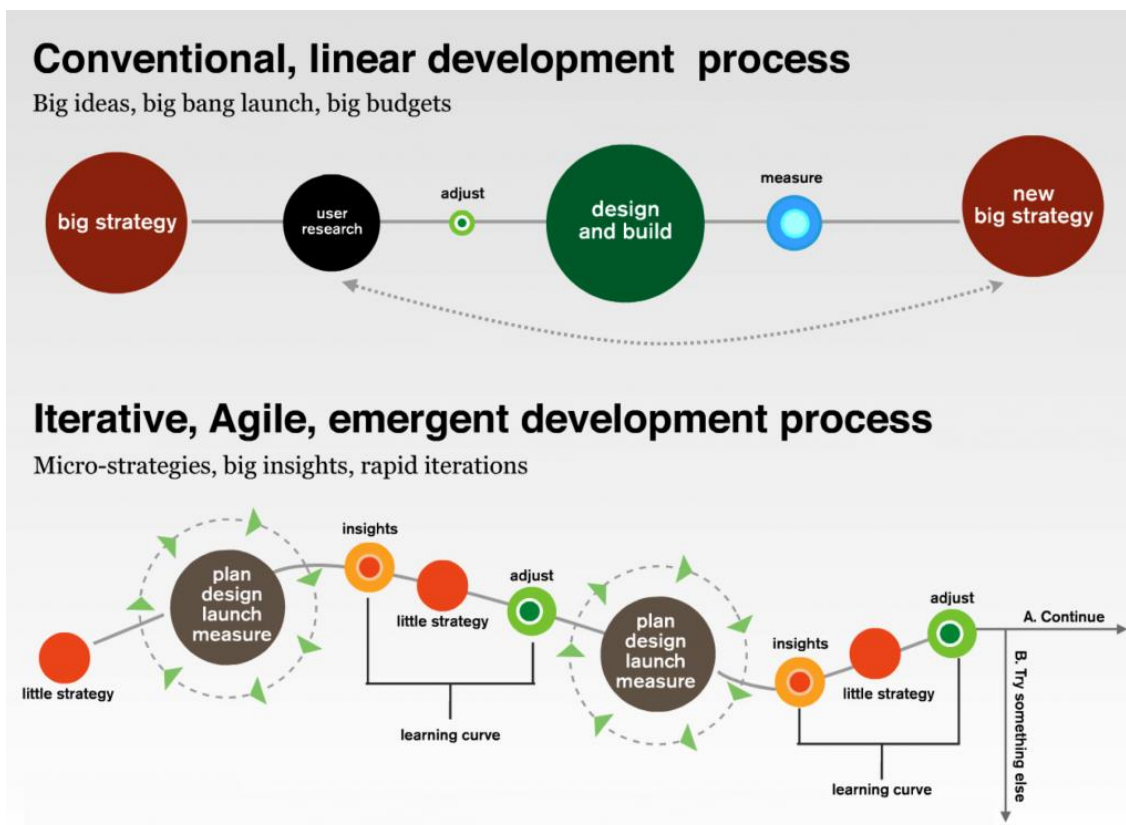 Conventional, linear development process
Big ideas, big bang launch, big budgets
big strategy
user
research
adjust
design
and build
measure
new
big strategy
Iterative, Agile, emergent development process
Micro-strategies, big insights, rapid iterations
little strategy
plan
design
launch
measure
insights
little strategy
adjust
learning curve
plan
design
launch
measure
insights
little strategy
adjust
learning curve
A. Continue
B. Try something else